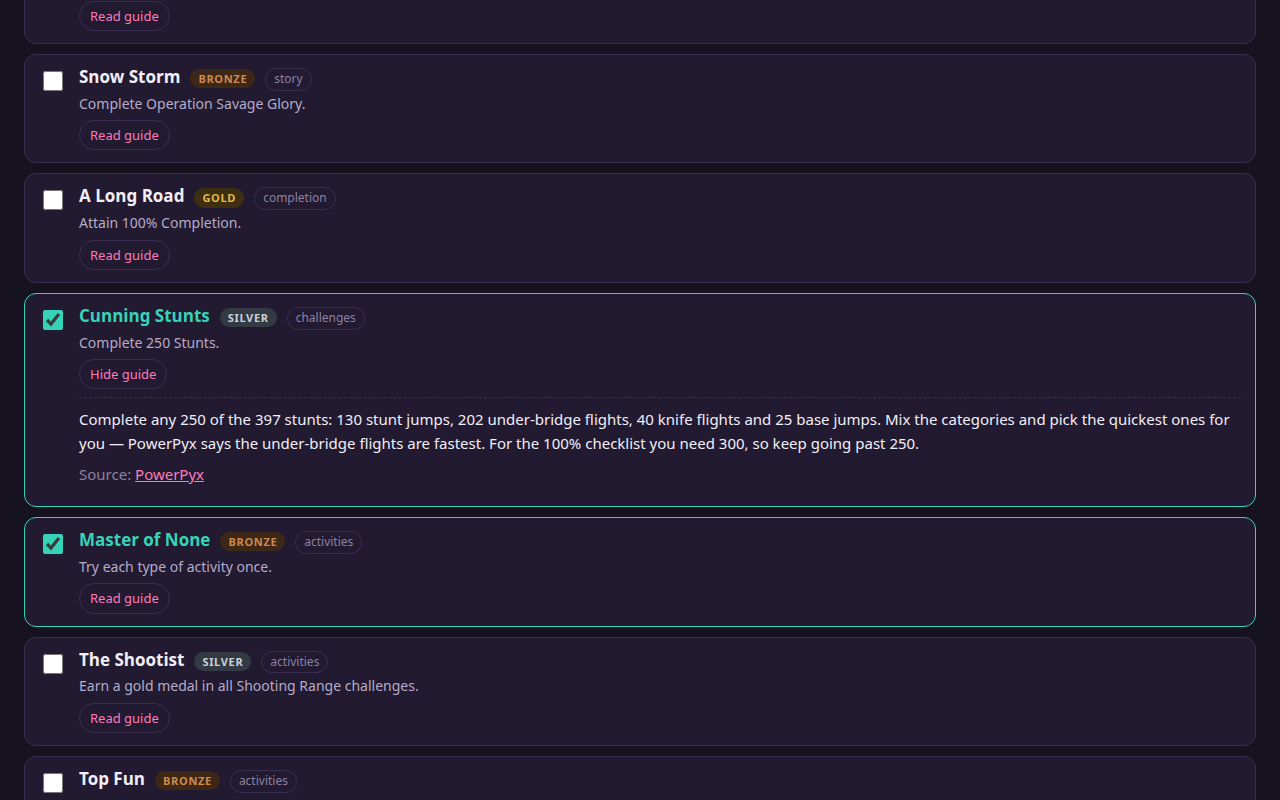 Read guide
Snow Storm BRONZE story
Complete Operation Savage Glory.
Read guide
A Long Road GOLD completion
Attain 100% Completion.
Read guide
Cunning Stunts SILVER challenges
Complete 250 Stunts.
Hide guide
Complete any 250 of the 397 stunts: 130 stunt jumps, 202 under-bridge flights, 40 knife flights and 25 base jumps. Mix the categories and pick the quickest ones for
you — PowerPyx says the under-bridge flights are fastest. For the 100% checklist you need 300, so keep going past 250.
Source: PowerPyx
Master of None BRONZE activities
Try each type of activity once.
Read guide
The Shootist SILVER activities
Earn a gold medal in all Shooting Range challenges.
Read guide
Top Fun BRONZE activities